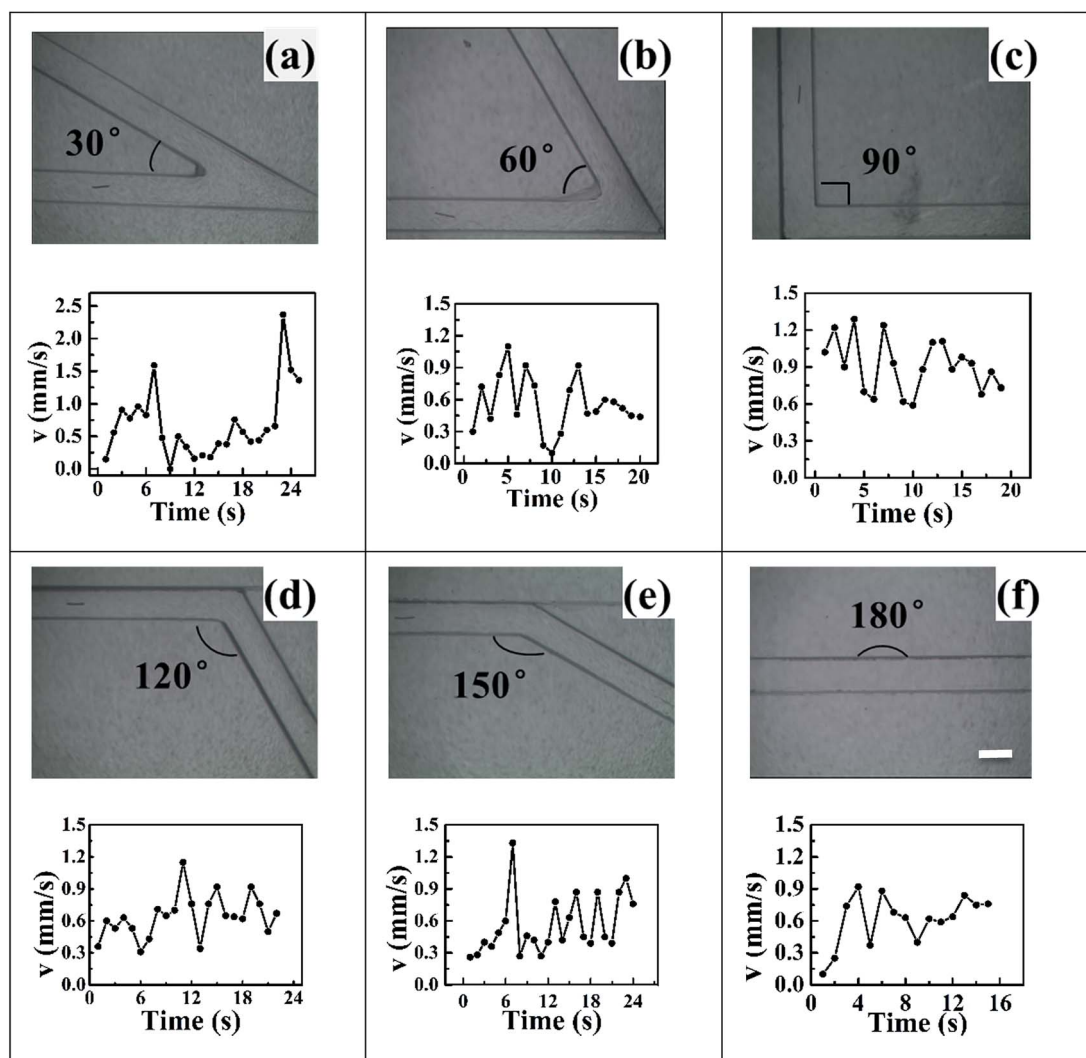 (a)
30°
v (mm/s)
2.5
2.0
1.5
1.0
0.5
0.0
0 6 12 18 24
Time (s)
(b)
60°
v (mm/s)
1.5
1.2
0.9
0.6
0.3
0.0
0 5 10 15 20
Time (s)
(c)
90°
v (mm/s)
1.5
1.2
0.9
0.6
0.3
0.0
0 5 10 15 20
Time (s)
(d)
120°
v (mm/s)
1.5
1.2
0.9
0.6
0.3
0.0
0 6 12 18 24
Time (s)
(e)
150°
v (mm/s)
1.5
1.2
0.9
0.6
0.3
0.0
0 6 12 18 24
Time (s)
(f)
180°
v (mm/s)
1.5
1.2
0.9
0.6
0.3
0.0
0 4 8 12 16
Time (s)